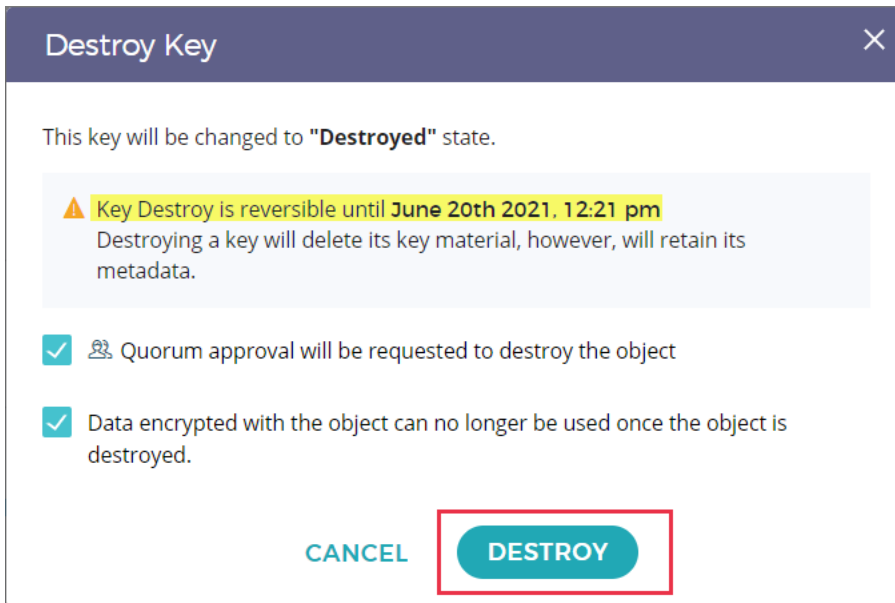 Destroy Key
This key will be changed to "Destroyed" state.
Key Destroy is reversible until June 20th 2021, 12:21 pm
Destroying a key will delete its key material, however, will retain its
metadata.
Quorum approval will be requested to destroy the object
Data encrypted with the object can no longer be used once the object is
destroyed.
CANCEL DESTROY